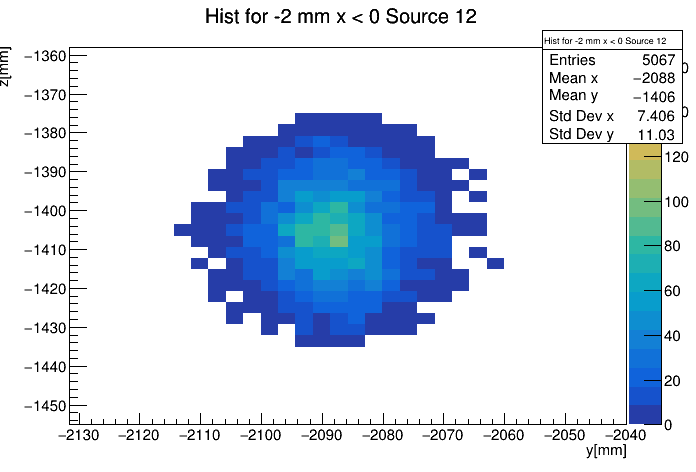 Hist for -2 mm x < 0 Source 12
Hist for -2 mm x < 0 Source 12
Entries 5067
Mean x −2088
Mean y −1406
Std Dev x 7.406
Std Dev y 11.03
z[mm]
−1360
−1370
−1380
−1390
−1400
−1410
−1420
−1430
−1440
−1450
120
100
80
60
40
20
0
−2130 −2120 −2110 −2100 −2090 −2080 −2070 −2060 −2050 −2040
y[mm]